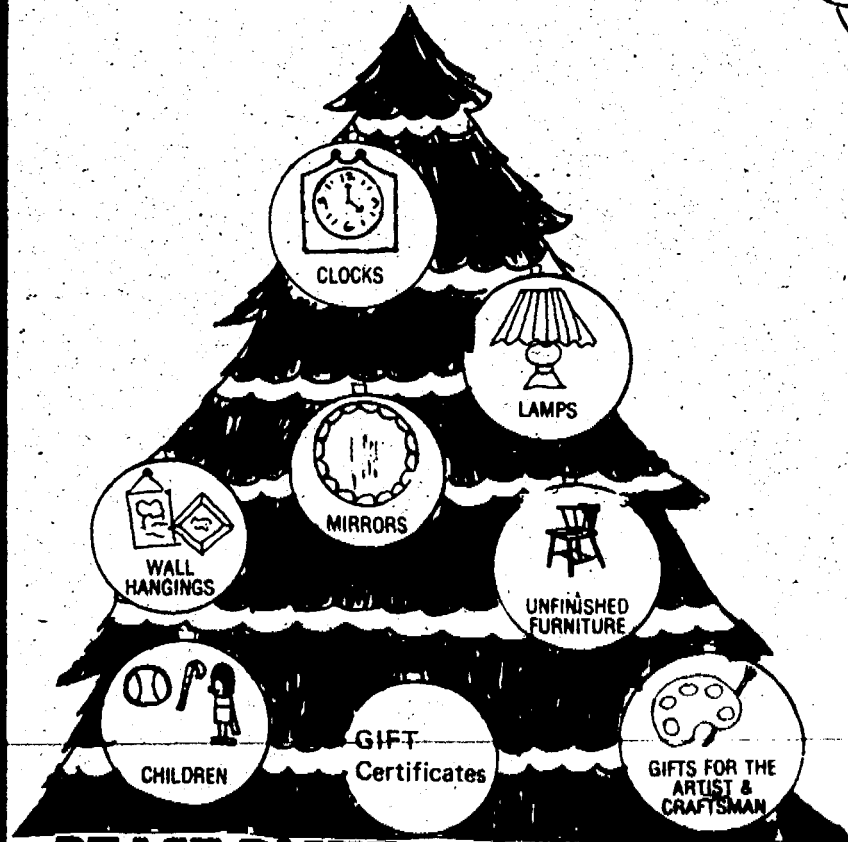 CLOCKS
LAMPS
MIRRORS
WALL
HANGINGS
UNFINISHED
FURNITURE
CHILDREN
GIFT
Certificates
GIFTS FOR THE
ARTIST &
CRAFTSMAN